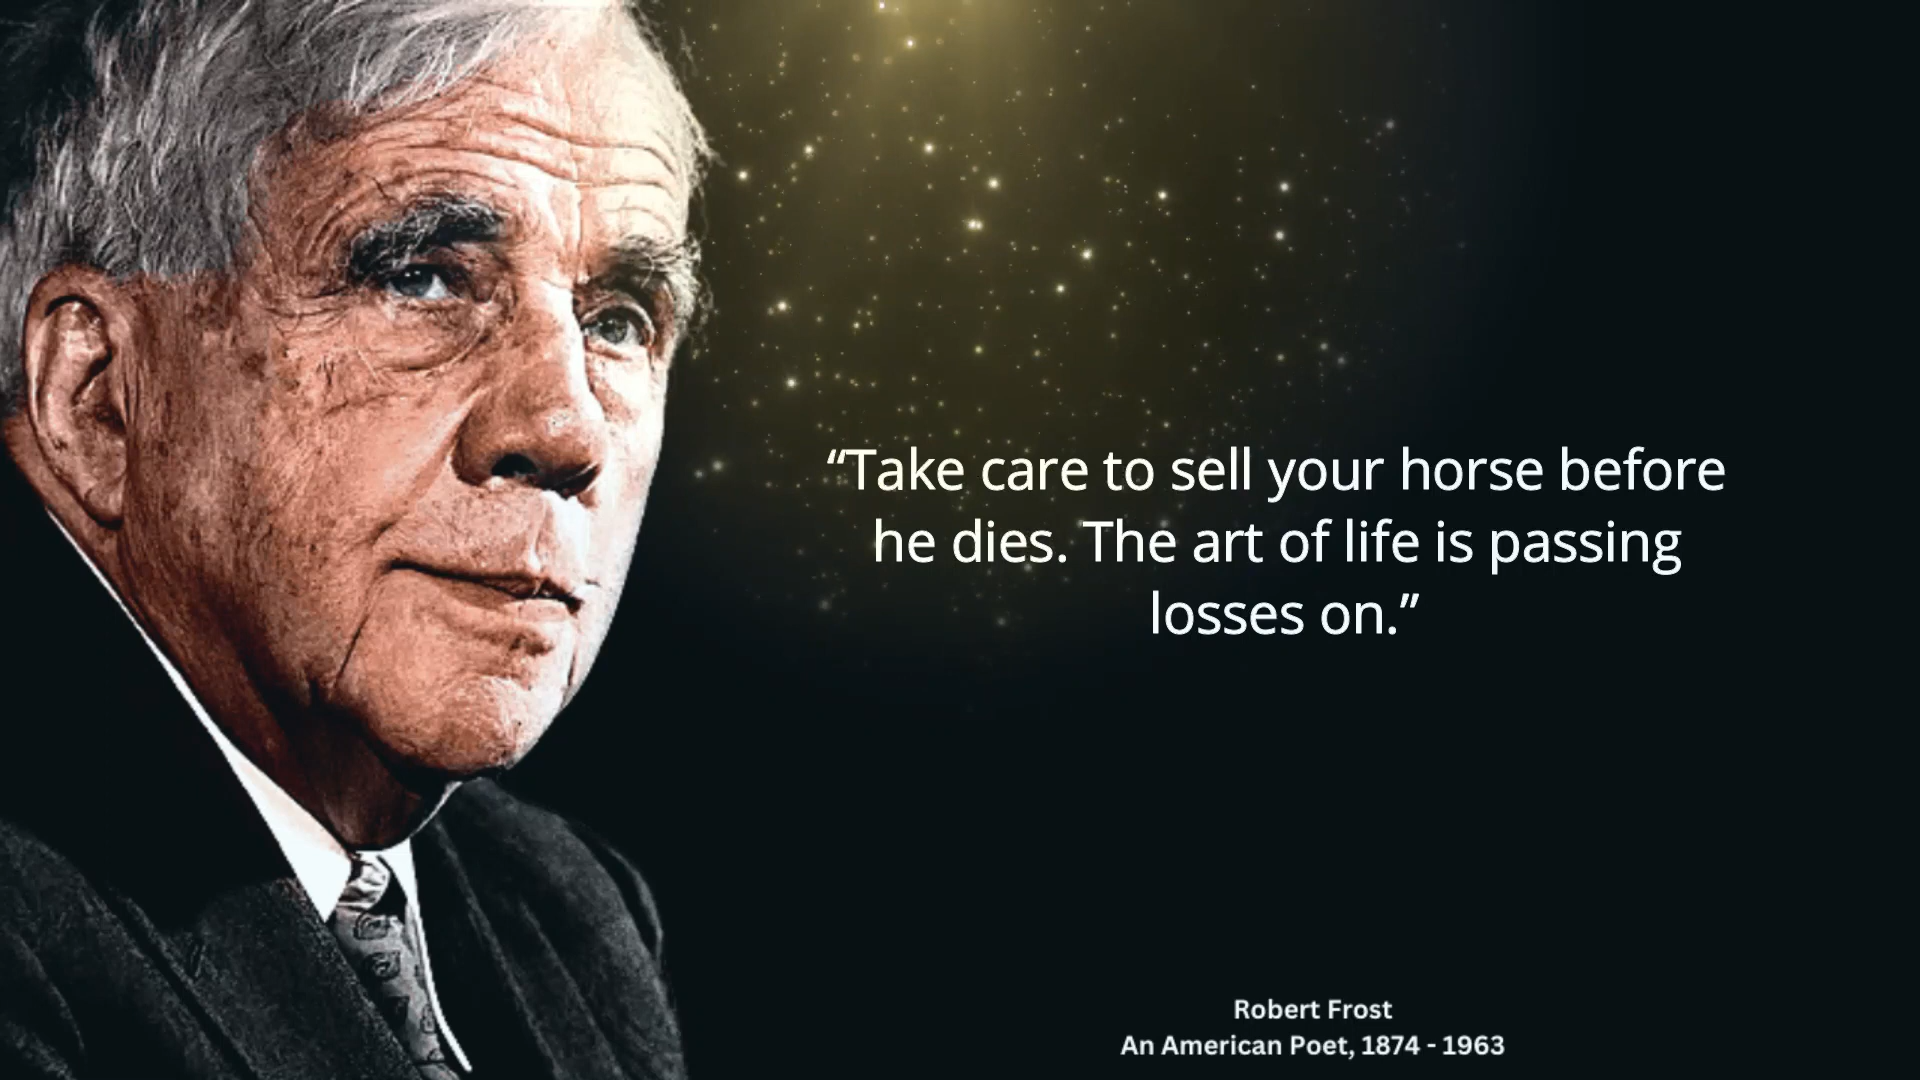 “Take care to sell your horse before
he dies. The art of life is passing
losses on.”
Robert Frost
An American Poet, 1874 - 1963